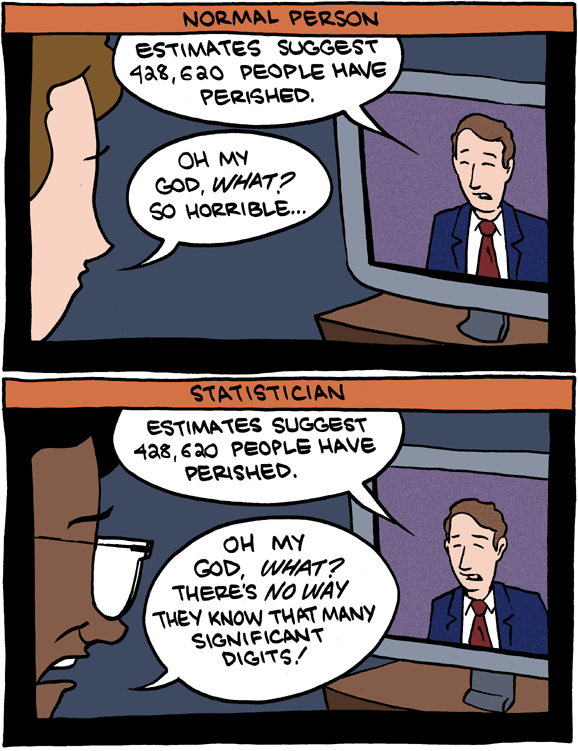 NORMAL PERSON
ESTIMATES SUGGEST
428,620 PEOPLE HAVE
PERISHED.
OH MY
GOD, WHAT?
SO HORRIBLE...
STATISTICIAN
ESTIMATES SUGGEST
428,620 PEOPLE HAVE
PERISHED.
OH MY
GOD, WHAT?
THERE'S NO WAY
THEY KNOW THAT MANY
SIGNIFICANT
DIGITS!